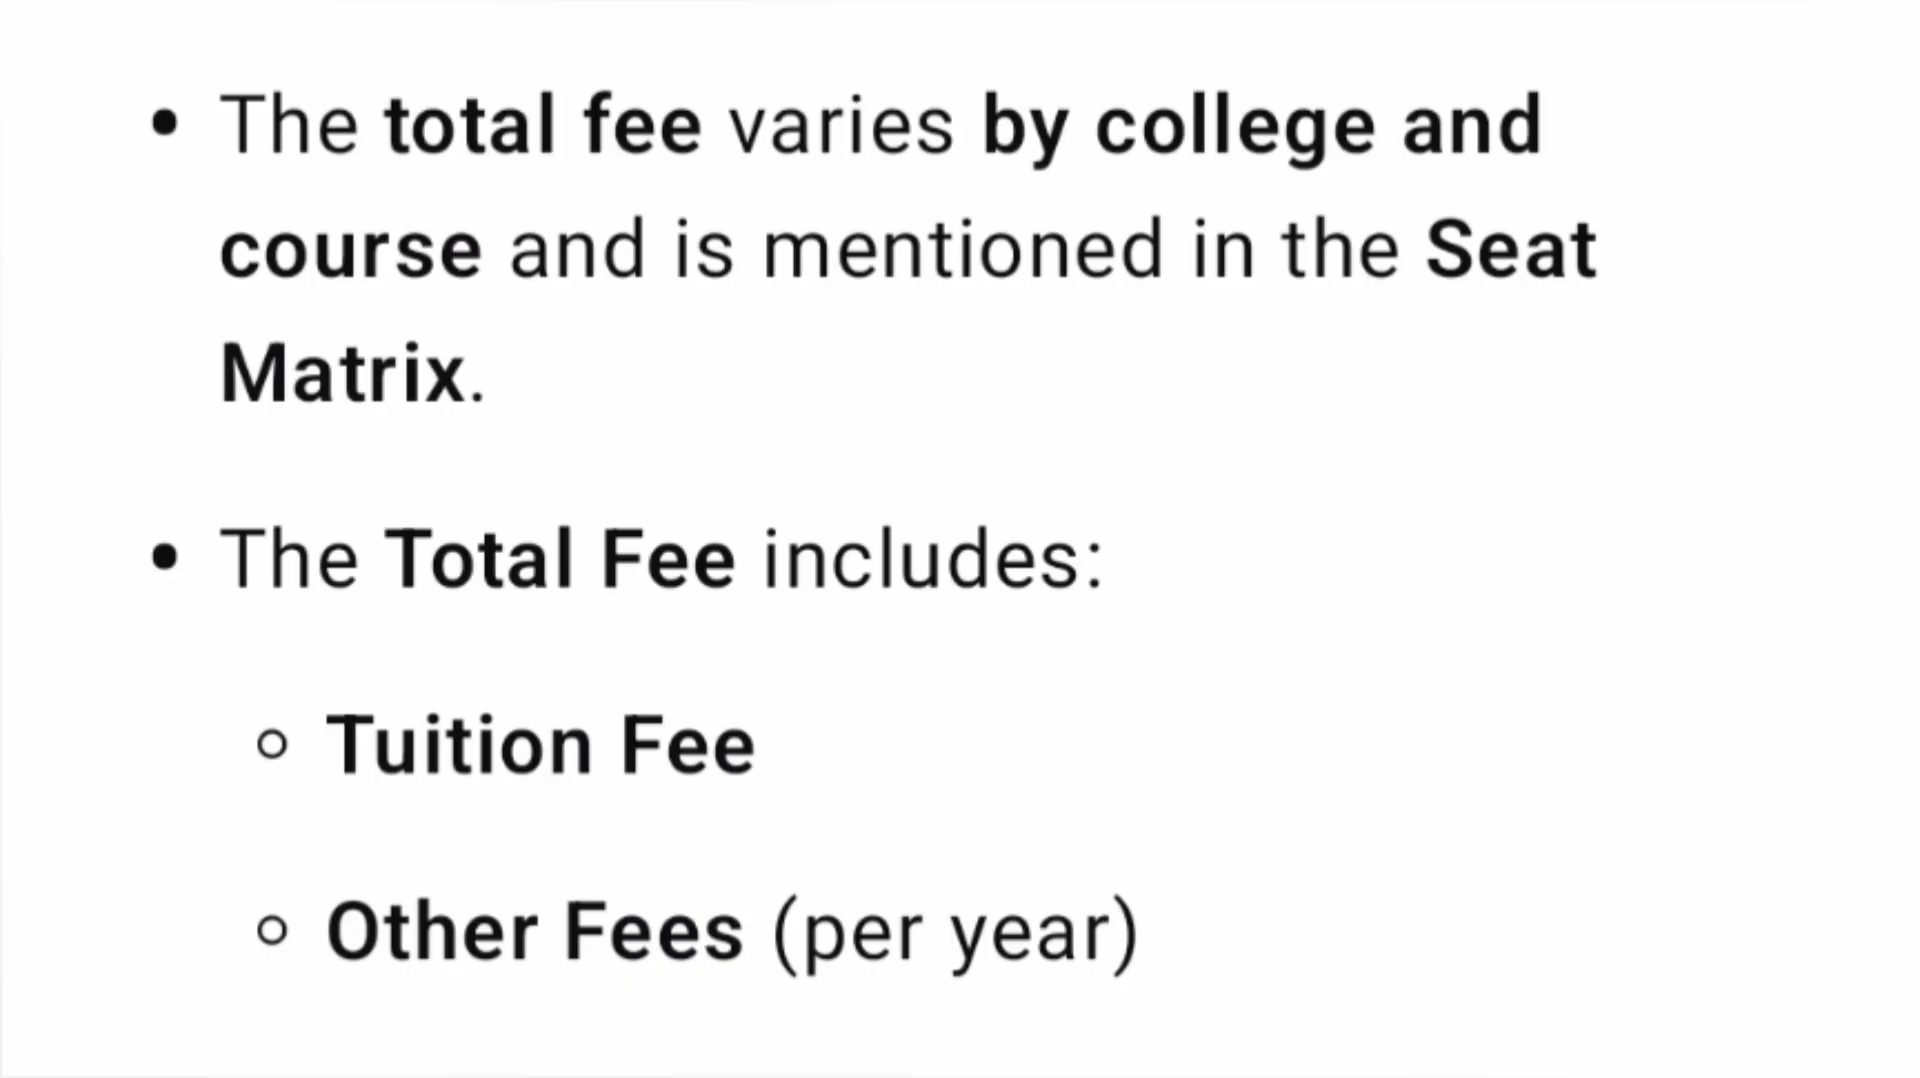 • The total fee varies by college and
course and is mentioned in the Seat
Matrix.
• The Total Fee includes:
○ Tuition Fee
○ Other Fees (per year)